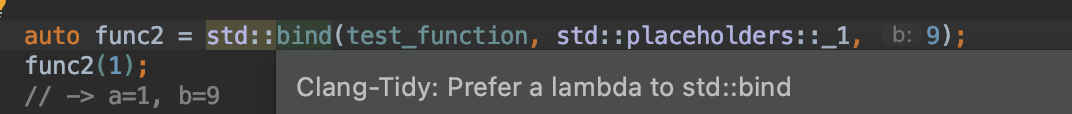 auto func2 = std::bind(test_function, std::placeholders::_1, b: 9);
func2(1);
Clang-Tidy: Prefer a lambda to std::bind
// -> a=1, b=9